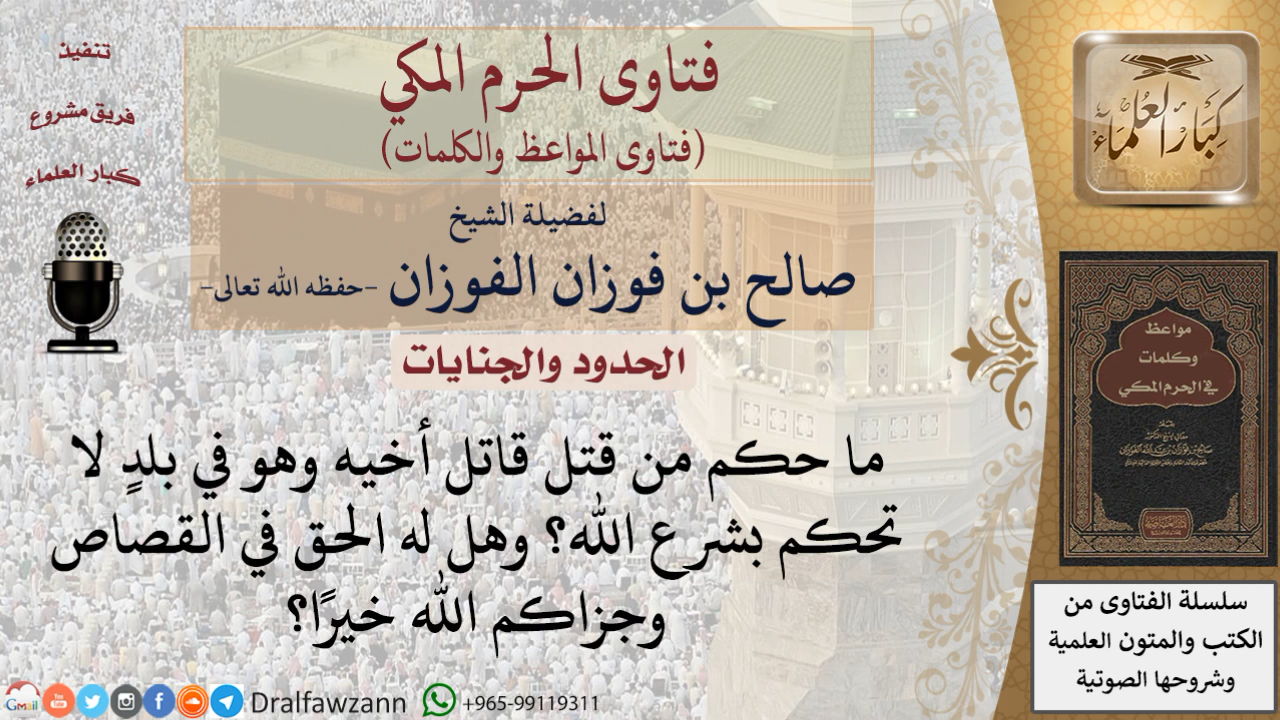 فتاوى الحرم المكي
(فتاوى المواعظ والكلمات)
لفضيلة الشيخ
صالح بن فوزان الفوزان -حفظه الله تعالى-
الحدود والجنايات
ما حكم من قتل قاتل أخيه وهو في بلدٍ لا
تحكم بشرع الله؟ وهل له الحق في القصاص
وجزاكم الله خيرًا؟
تنفيذ
فريق مشروع
كبار العلماء
كبار العلماء
مواعظ
وكلمات
في الحرم المكي
سلسلة الفتاوى من
الكتب والمتون العلمية
وشروحها الصوتية
Gmail
You
Tube
Dralfawzann
+965-99119311